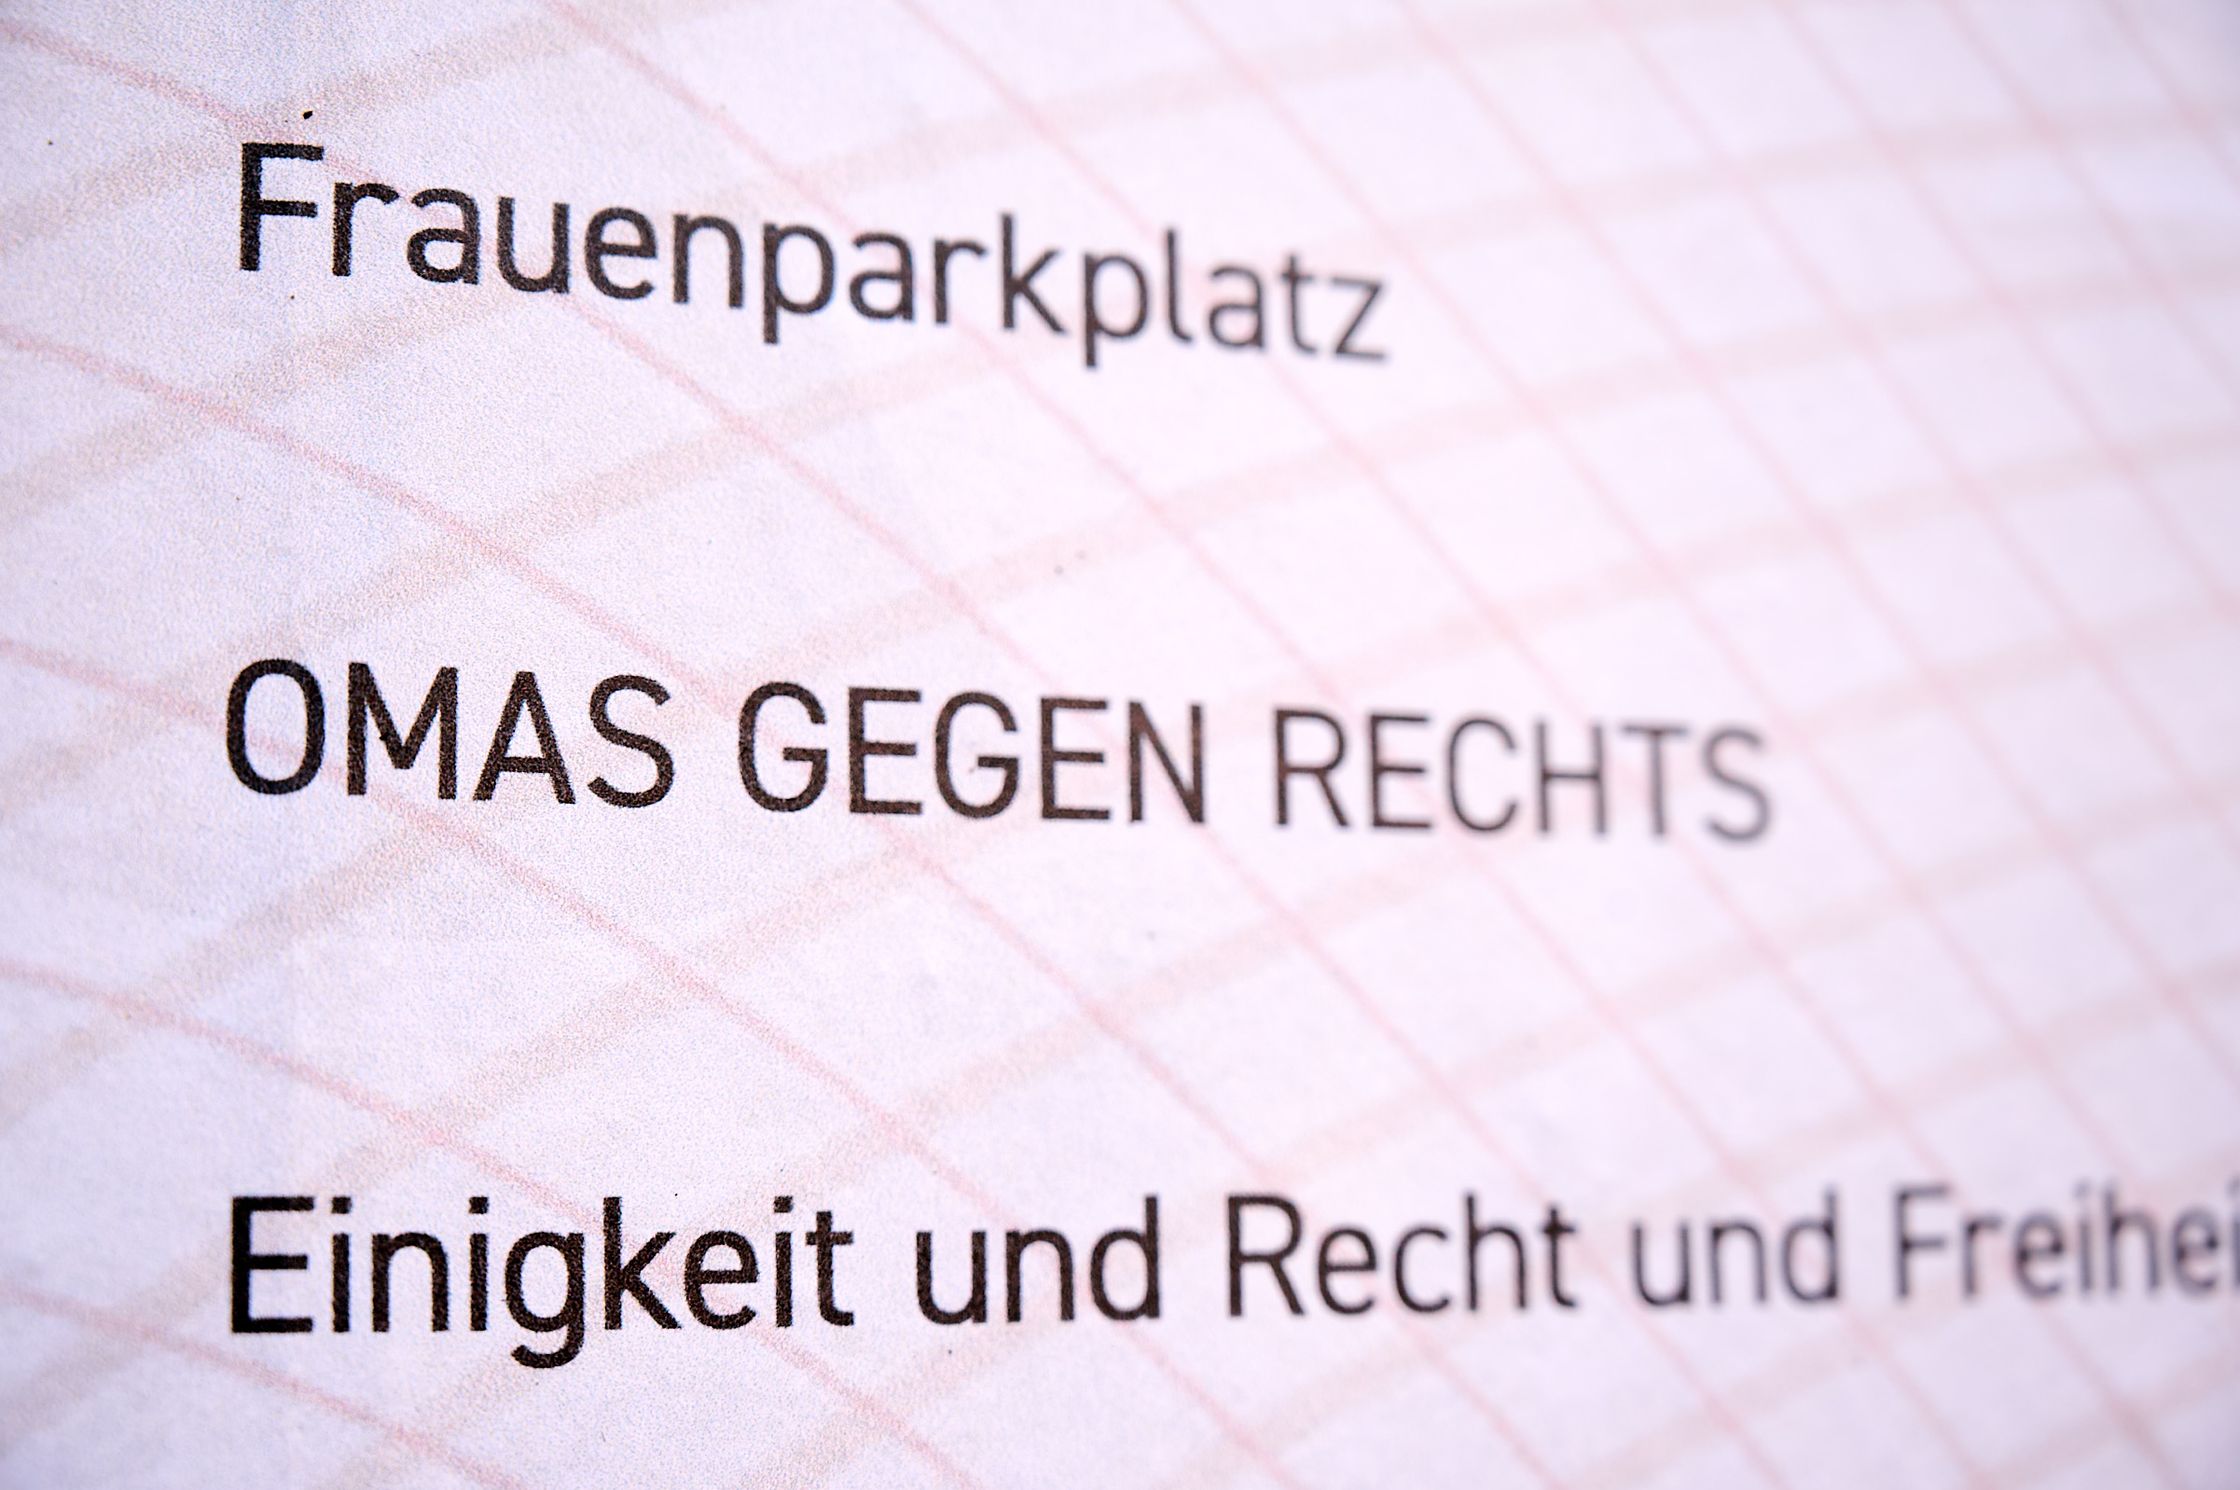 Frauenparkplatz
OMAS GEGEN RECHTS
Einigkeit und Recht und Freihei